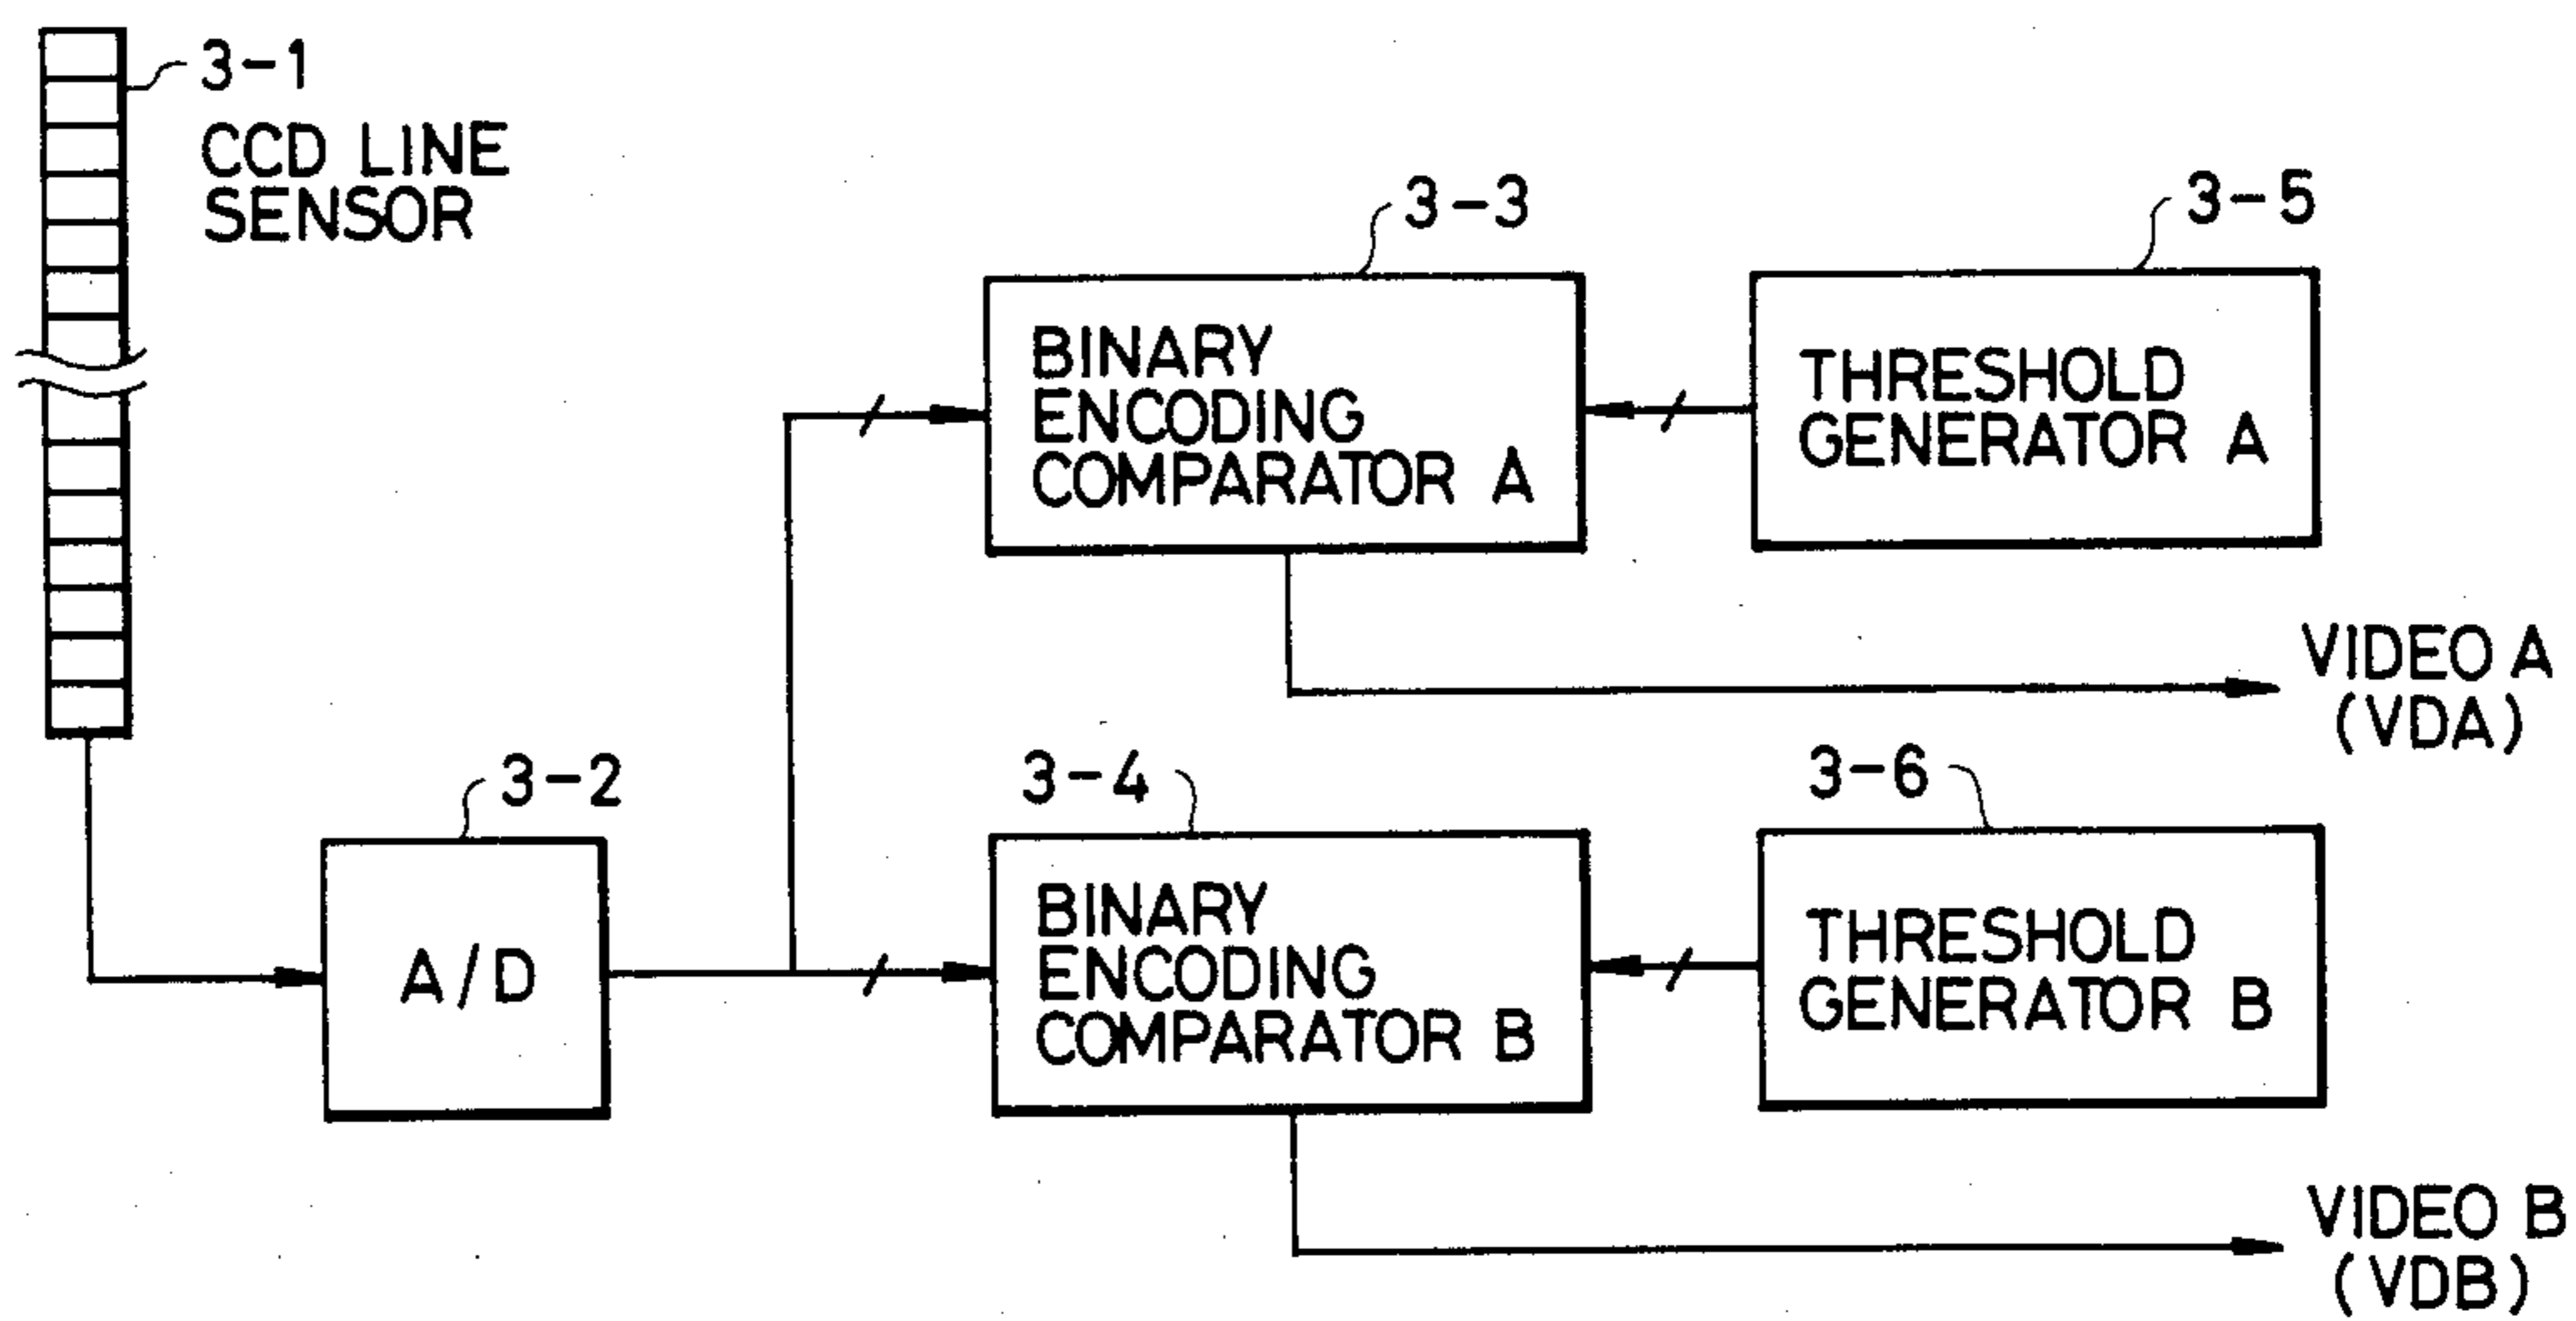 3-1
CCD LINE
SENSOR
3-3
BINARY
ENCODING
COMPARATOR A
3-5
THRESHOLD
GENERATOR A
VIDEO A
(VDA)
3-2
A/D
3-4
BINARY
ENCODING
COMPARATOR B
3-6
THRESHOLD
GENERATOR B
VIDEO B
(VDB)